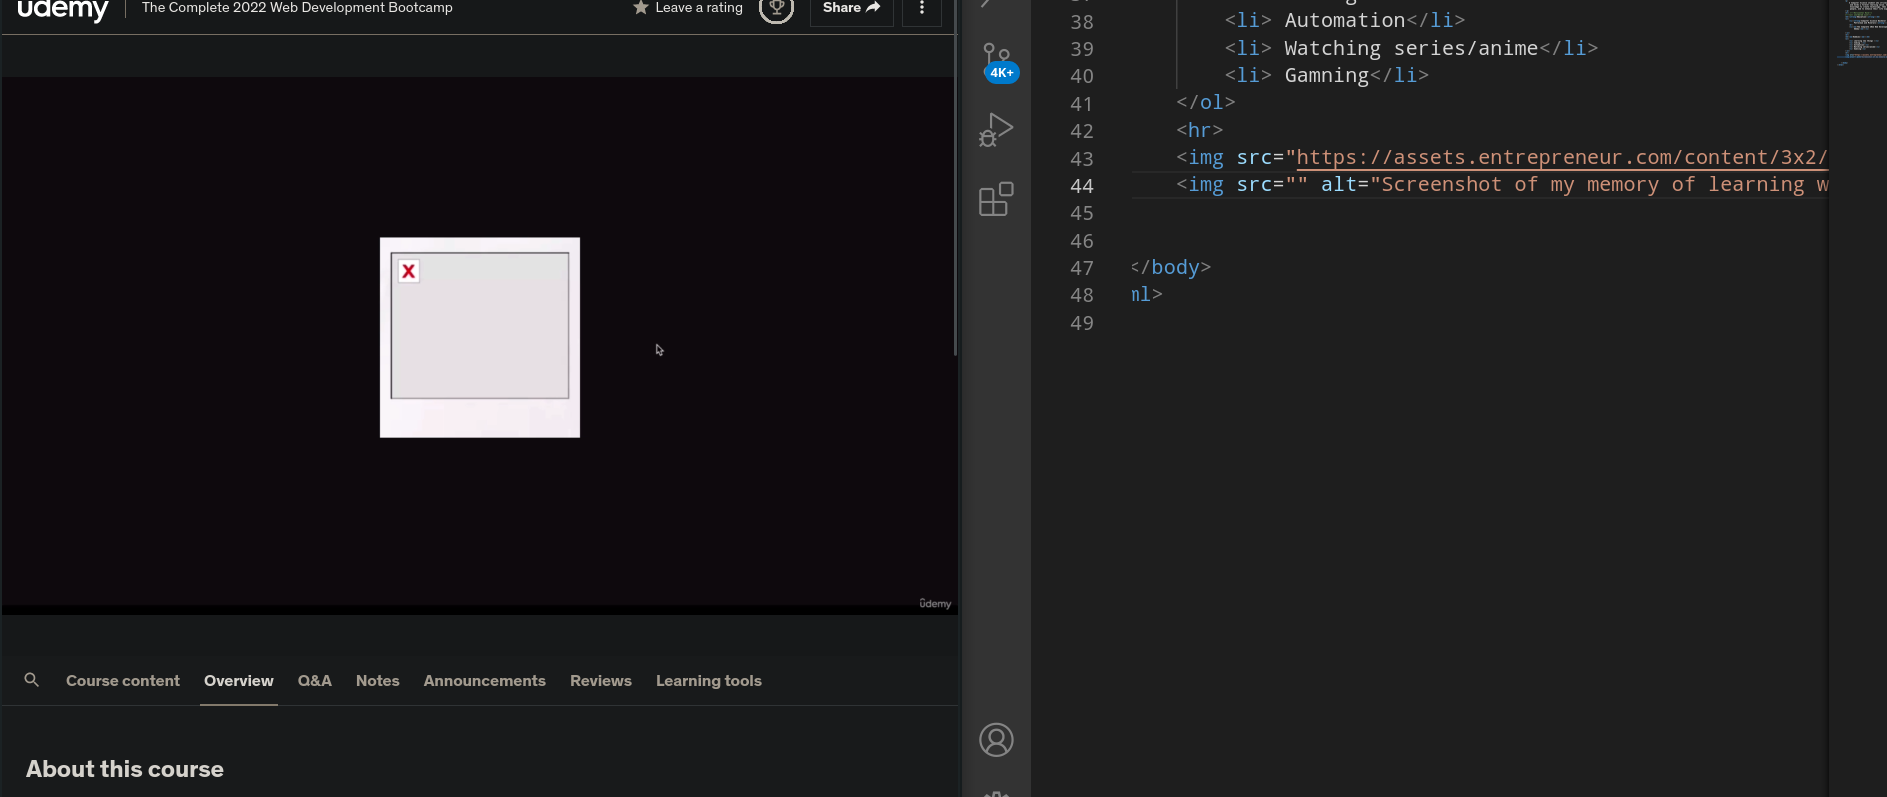 ûdemy
The Complete 2022 Web Development Bootcamp
Leave a rating
Share
X
ûdemy
Course content
Overview
Q&A
Notes
Announcements
Reviews
Learning tools
About this course
4K+
38 <li> Automation</li>
39 <li> Watching series/anime</li>
40 <li> Gamning</li>
41 </ol>
42 <hr>
43 <img src="https://assets.entrepreneur.com/content/3x2/
44 <img src="" alt="Screenshot of my memory of learning w
45
46
47 </body>
48 ml>
49